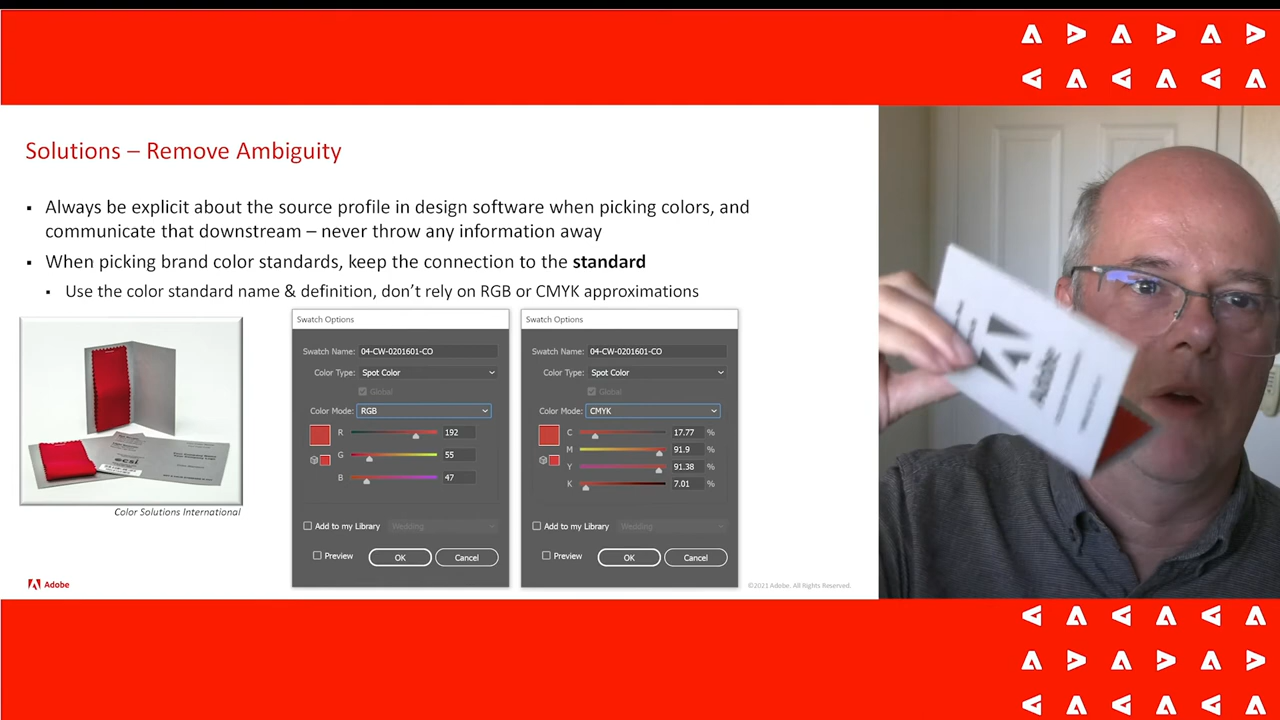 Solutions – Remove Ambiguity
▪ Always be explicit about the source profile in design software when picking colors, and
communicate that downstream – never throw any information away
▪ When picking brand color standards, keep the connection to the standard
▪ Use the color standard name & definition, don't rely on RGB or CMYK approximations
ecsi
Color Solutions International
Swatch Options
Swatch Name: 04-CW-0201601-CO
Color Type: Spot Color
Global
Color Mode: RGB
R 192
G 55
B 47
Add to my Library Wedding
Preview OK Cancel
Swatch Options
Swatch Name: 04-CW-0201601-CO
Color Type: Spot Color
Global
Color Mode: CMYK
C 17.77 %
M 91.9 %
Y 91.38 %
K 7.01 %
Add to my Library Wedding
Preview OK Cancel
Adobe
©2021 Adobe. All Rights Reserved.
Adobe